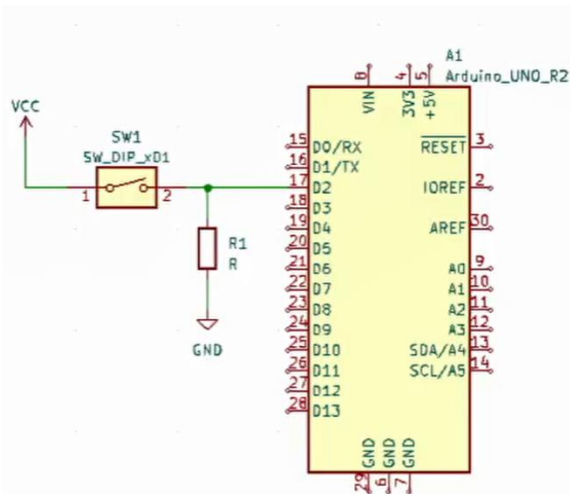 A1
Arduino_UNO_R2
VCC
SW1
SW_DIP_x01
1
2
R1
R
GND
8
4
5
VIN
3V3
+5V
15 D0/RX
16 D1/TX
17 D2
18 D3
19 D4
20 D5
21 D6
22 D7
23 D8
24 D9
25 D10
26 D11
27 D12
28 D13
RESET 3
IOREF 2
AREF 30
A0 9
A1 10
A2 11
A3 12
SDA/A4 13
SCL/A5 14
GND
GND
GND
29
6
7